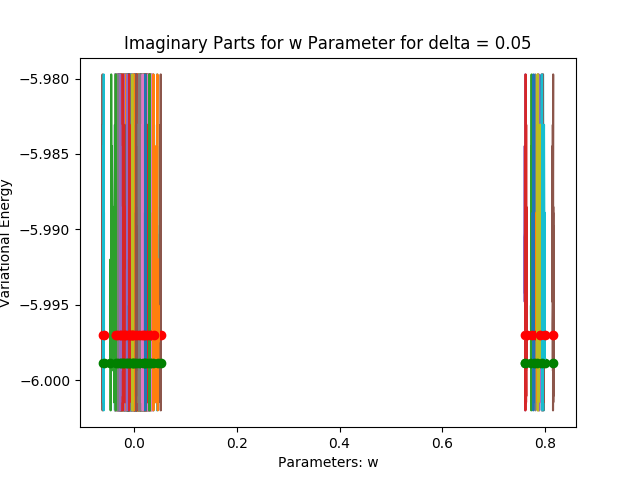 Imaginary Parts for w Parameter for delta = 0.05
−5.980
−5.985
−5.990
−5.995
−6.000
Variational Energy
0.0 0.2 0.4 0.6 0.8
Parameters: w